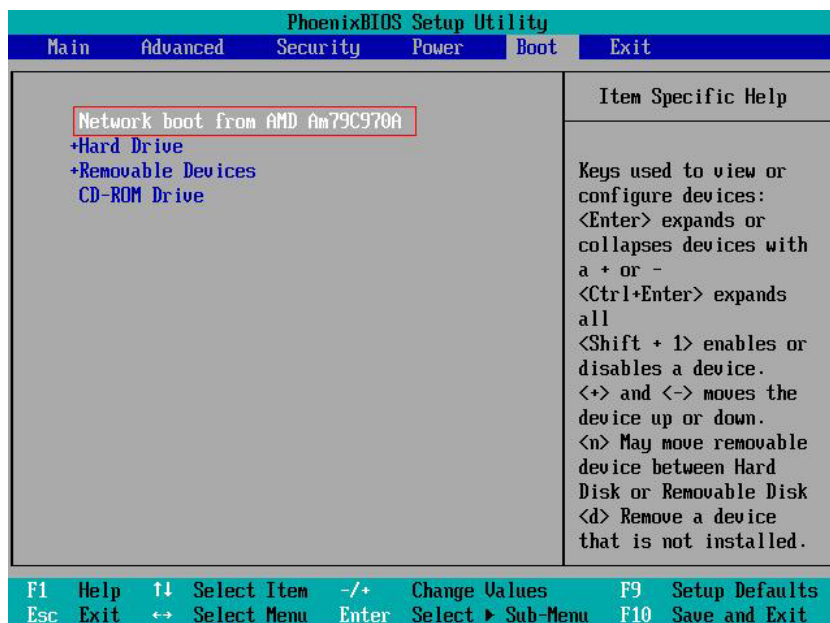 PhoenixBIOS Setup Utility
Main Advanced Security Power Boot Exit
Network boot from AMD Am79C970A
+Hard Drive
+Removable Devices
CD-ROM Drive
Item Specific Help
Keys used to view or
configure devices:
<Enter> expands or
collapses devices with
a + or -
<Ctrl+Enter> expands
all
<Shift + 1> enables or
disables a device.
<+> and <-> moves the
device up or down.
<n> May move removable
device between Hard
Disk or Removable Disk
<d> Remove a device
that is not installed.
F1 Help ↑↓ Select Item -/+ Change Values F9 Setup Defaults
Esc Exit ↔ Select Menu Enter Select ▶ Sub-Menu F10 Save and Exit